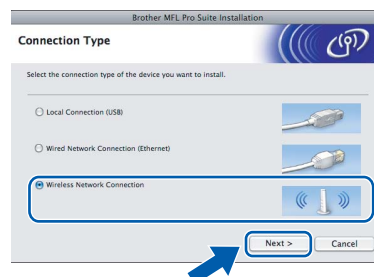 Brother MFL Pro Suite Installation
Connection Type
Select the connection type of the device you want to install.
Local Connection (USB)
Wired Network Connection (Ethernet)
Wireless Network Connection
Next >
Cancel